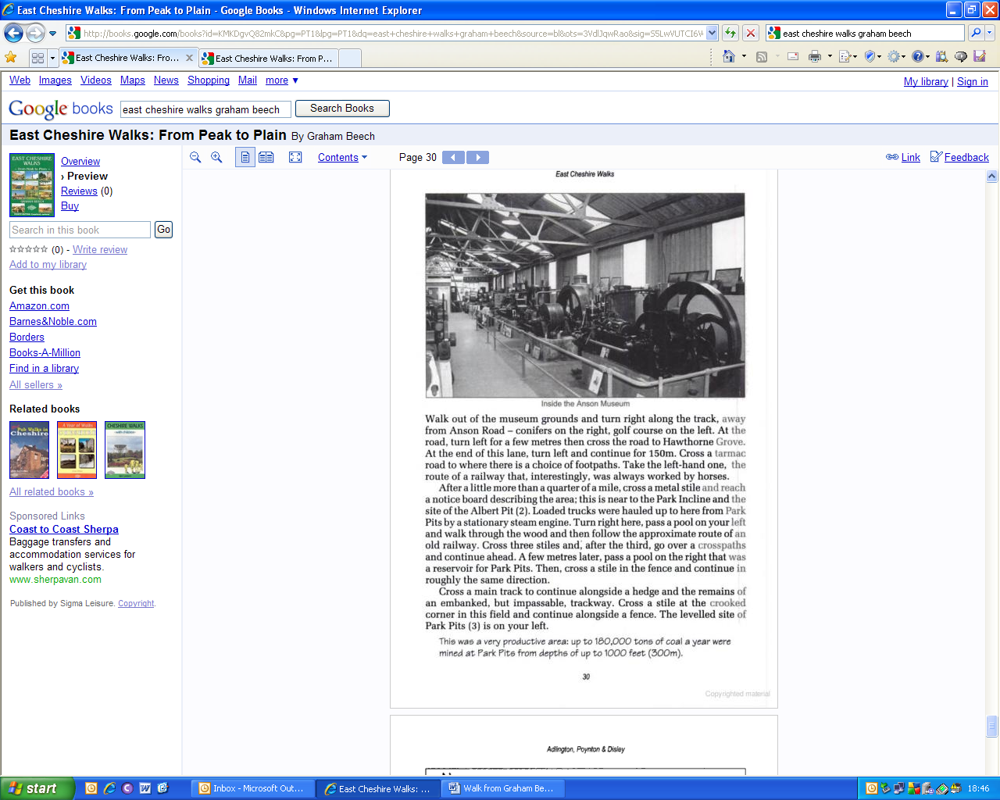 East Cheshire Walks: From Peak to Plain - Google Books - Windows Internet Explorer
http://books.google.com/books?id=KMKDgvQ82mkC&pg=PT1&lpg=PT1&dq=east+cheshire+walks+graham+beech&source=bl&ots=3VdlJqwRao&sig=S5LwVUTCI6V
east cheshire walks graham beech
East Cheshire Walks: Fro...
East Cheshire Walks: From P...
Web Images Videos Maps News Shopping Mail more ▼
My library | Sign in
Google books
east cheshire walks graham beech
Search Books
East Cheshire Walks: From Peak to Plain By Graham Beech
EAST CHESHIRE
WALKS
From Peak to Plain
GRAHAM BEECH
Overview
› Preview
Reviews (0)
Buy
Search in this book
Go
(0) - Write review
Add to my library
Get this book
Amazon.com
Barnes&Noble.com
Borders
Books-A-Million
Find in a library
All sellers »
Related books
Pub Walks in
Cheshire
A Year of Walks
CHESHIRE WALKS
All related books »
Sponsored Links
Coast to Coast Sherpa
Baggage transfers and
accommodation services for
walkers and cyclists.
www.sherpavan.com
Published by Sigma Leisure. Copyright.
Contents
Page 30
Link
Feedback
East Cheshire Walks
Inside the Anson Museum
Walk out of the museum grounds and turn right along the track, away
from Anson Road – conifers on the right, golf course on the left. At the
road, turn left for a few metres then cross the road to Hawthorne Grove.
At the end of this lane, turn left and continue for 150m. Cross a tarmac
road to where there is a choice of footpaths. Take the left-hand one, the
route of a railway that, interestingly, was always worked by horses.
After a little more than a quarter of a mile, cross a metal stile and reach
a notice board describing the area; this is near to the Park Incline and the
site of the Albert Pit (2). Loaded trucks were hauled up to here from Park
Pits by a stationary steam engine. Turn right here, pass a pool on your left
and walk through the wood and then follow the approximate route of an
old railway. Cross three stiles and, after the third, go over a crosspaths
and continue ahead. A few metres later, pass a pool on the right that was
a reservoir for Park Pits. Then, cross a stile in the fence and continue in
roughly the same direction.
Cross a main track to continue alongside a hedge and the remains of
an embanked, but impassable, trackway. Cross a stile at the crooked
corner in this field and continue alongside a fence. The levelled site of
Park Pits (3) is on your left.
This was a very productive area: up to 180,000 tons of coal a year were
mined at Park Pits from depths of up to 1000 feet (300m).
30
Copyrighted material
Adlington, Poynton & Disley
start
Inbox - Microsoft Out...
East Cheshire Walks: ...
Walk from Graham Be...
18:46